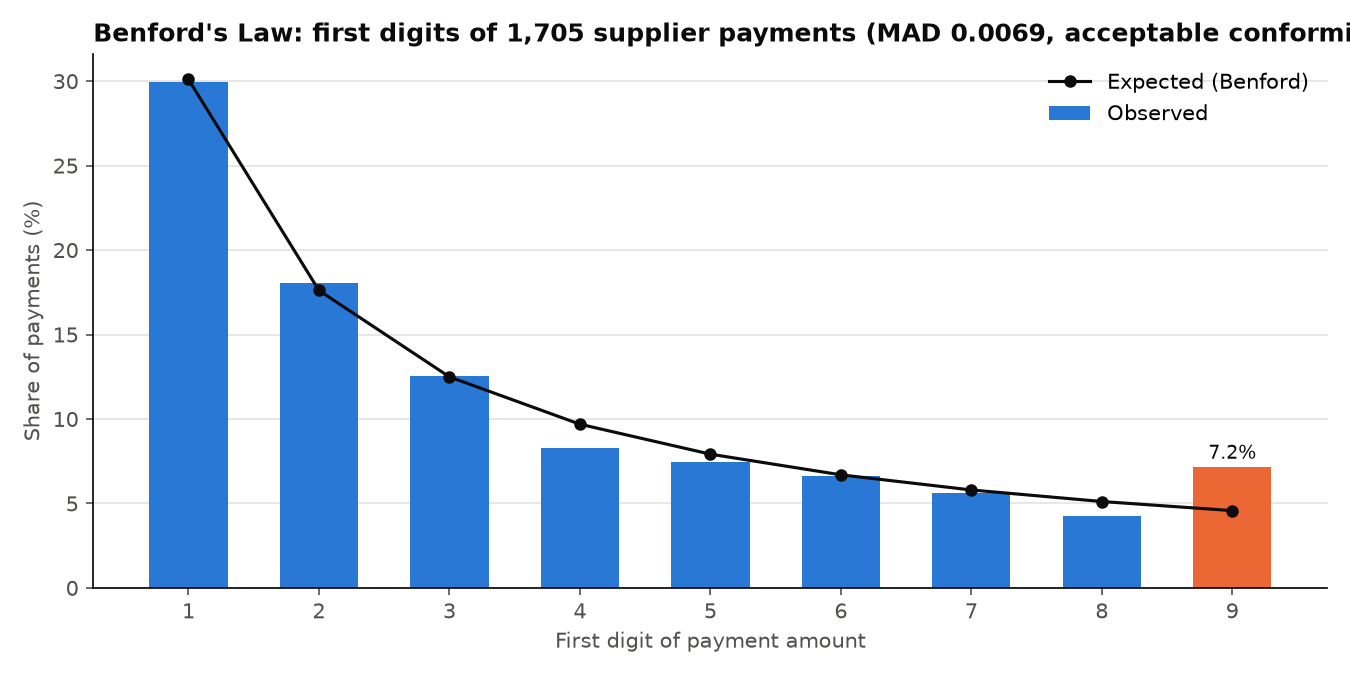 Benford's Law: first digits of 1,705 supplier payments (MAD 0.0069, acceptable
Expected (Benford)
Observed
Share of payments (%)
30
25
20
15
10
5
0
7.2%
1 2 3 4 5 6 7 8 9
First digit of payment amount